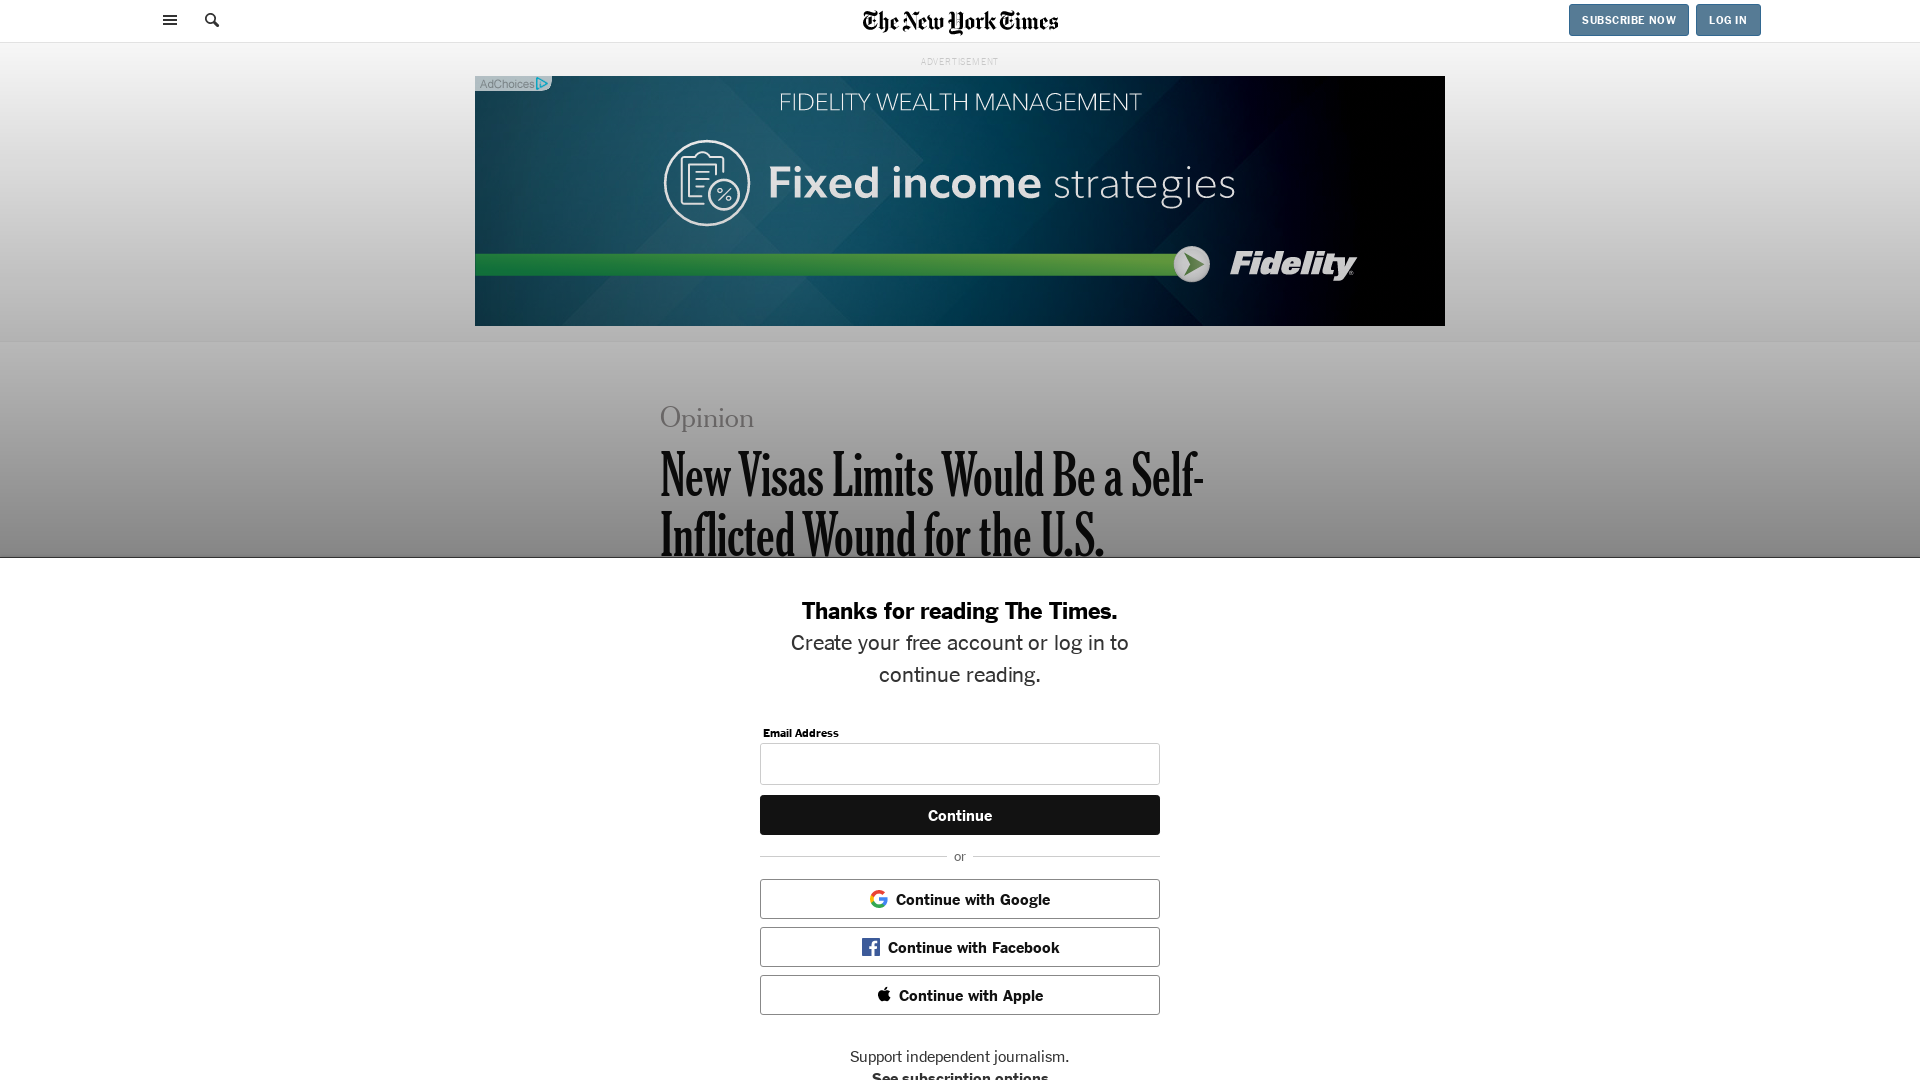 The New York Times
SUBSCRIBE NOW
LOG IN
ADVERTISEMENT
AdChoices
FIDELITY WEALTH MANAGEMENT
Fixed income strategies
Fidelity
Opinion
New Visas Limits Would Be a Self-
Inflicted Wound for the U.S.
Thanks for reading The Times.
Create your free account or log in to
continue reading.
Email Address
Continue
or
Continue with Google
Continue with Facebook
Continue with Apple
Support independent journalism.
See subscription options